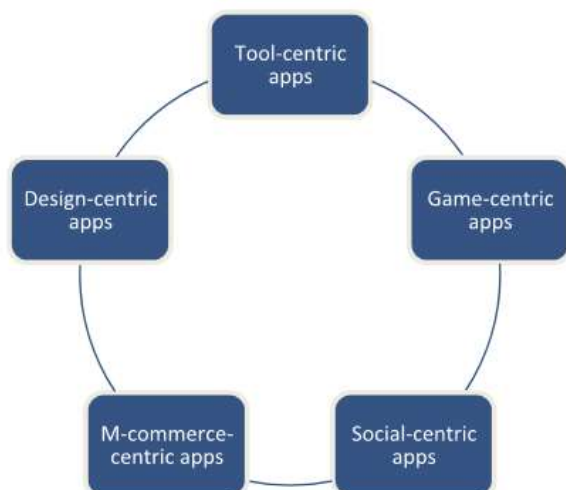 Tool-centric
apps
Game-centric
apps
Social-centric
apps
M-commerce-
centric apps
Design-centric
apps